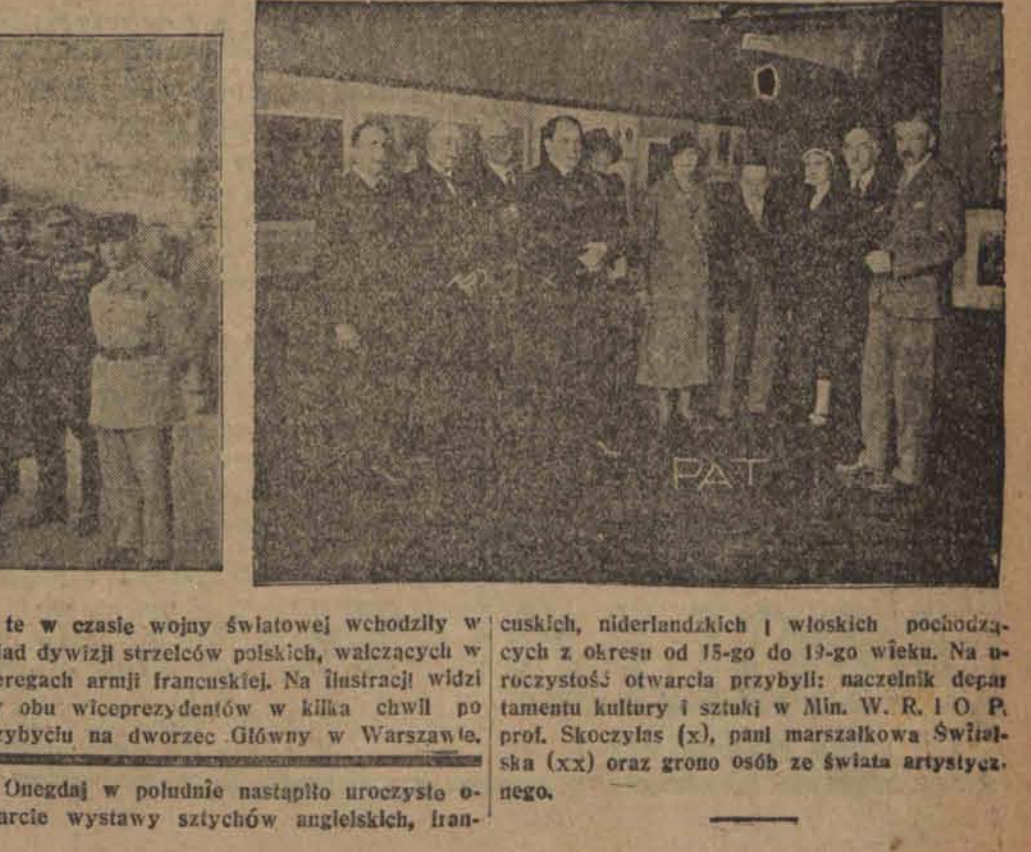 PAT
te w czasie wojny światowej wchodziły w
ład dywizji strzelców polskich, walczących w
eregach armji francuskiej. Na ilustracji widzi
obu wiceprezydentów w kilka chwil po
zybyciu na dworzec Główny w Warszawie.
Onegdaj w południe nastąpiło uroczyste o-
arcie wystawy sztychów angielskich, fran-
cuskich, niderlandzkich i włoskich pochodzą-
cych z okresu od 15-go do 19-go wieku. Na u-
roczystość otwarcia przybyli: naczelnik depar
tamentu kultury i sztuki w Min. W. R. i O. P.
prof. Skoczylas (x), pani marszałkowa Śwital-
ska (xx) oraz grono osób ze świata artystycz.
nego.